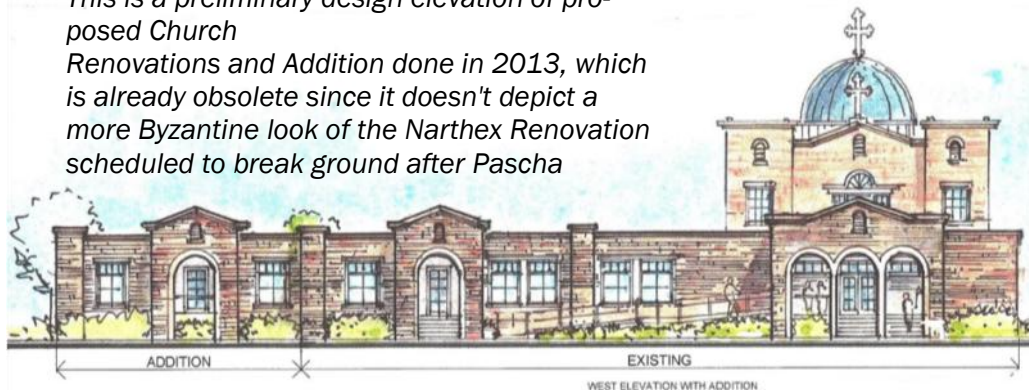 This is a preliminary design elevation of pro-
posed Church
Renovations and Addition done in 2013, which
is already obsolete since it doesn't depict a
more Byzantine look of the Narthex Renovation
scheduled to break ground after Pascha
ADDITION
EXISTING
WEST ELEVATION WITH ADDITION